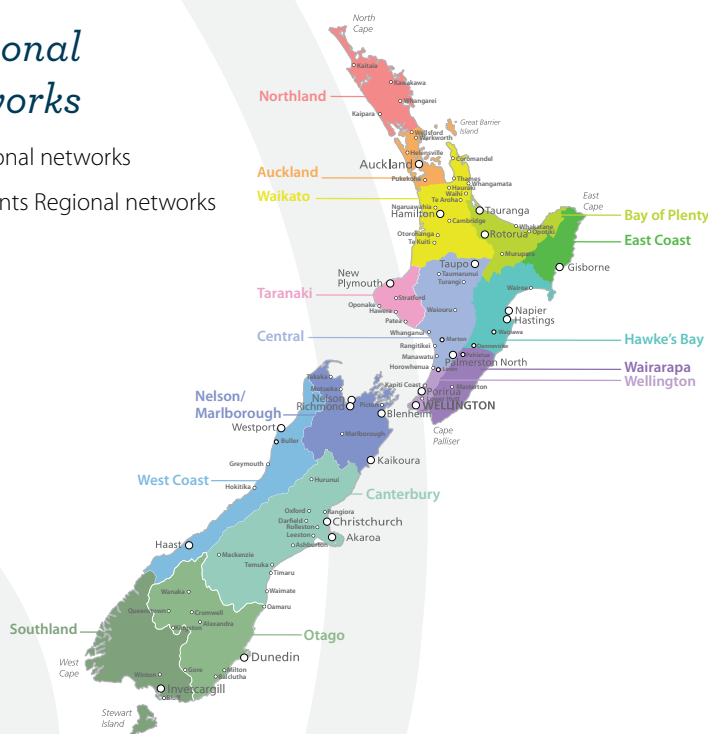 onal
works
onal networks
nts Regional networks
North
Cape
Kaitaia
Kawakawa
Northland
Whangarei
Kaipara
Great Barrier
Island
Wellsford
Warkworth
Helensville
Coromandel
Auckland
Auckland
Pukekohe
Thames
Whangamata
Hauraki
Waihi
Waikato
Te Aroha
East
Cape
Ngaruawahia
Hamilton
Tauranga
Bay of Plenty
Cambridge
Whakatane
Opotiki
Otorohanga
Rotorua
East Coast
Te Kuiti
Murupara
Taupo
Gisborne
New
Plymouth
Taumarunui
Turangi
Wairoa
Taranaki
Stratford
Oponake
Hawera
Waiouru
Napier
Hastings
Patea
Central
Whanganui
Waipawa
Marton
Hawke's Bay
Rangitikei
Dannevirke
Manawatu
Pahiatua
Palmerston North
Horowhenua
Levin
Wairarapa
Takaka
Wellington
Kapiti Coast
Masterton
Motueka
Porirua
Nelson/
Marlborough
Nelson
Richmond
Picton
WELLINGTON
Blenheim
Westport
Cape
Palliser
Buller
Marlborough
Greymouth
Kaikoura
West Coast
Hurunui
Hokitika
Canterbury
Oxford
Rangiora
Darfield
Christchurch
Rolleston
Leeston
Akaroa
Haast
Ashburton
Mackenzie
Temuka
Timaru
Wanaka
Waimate
Queenstown
Cromwell
Oamaru
Alexandra
Kingston
Southland
Otago
West
Cape
Dunedin
Gore
Milton
Winton
Balclutha
Invercargill
Bluff
Stewart
Island